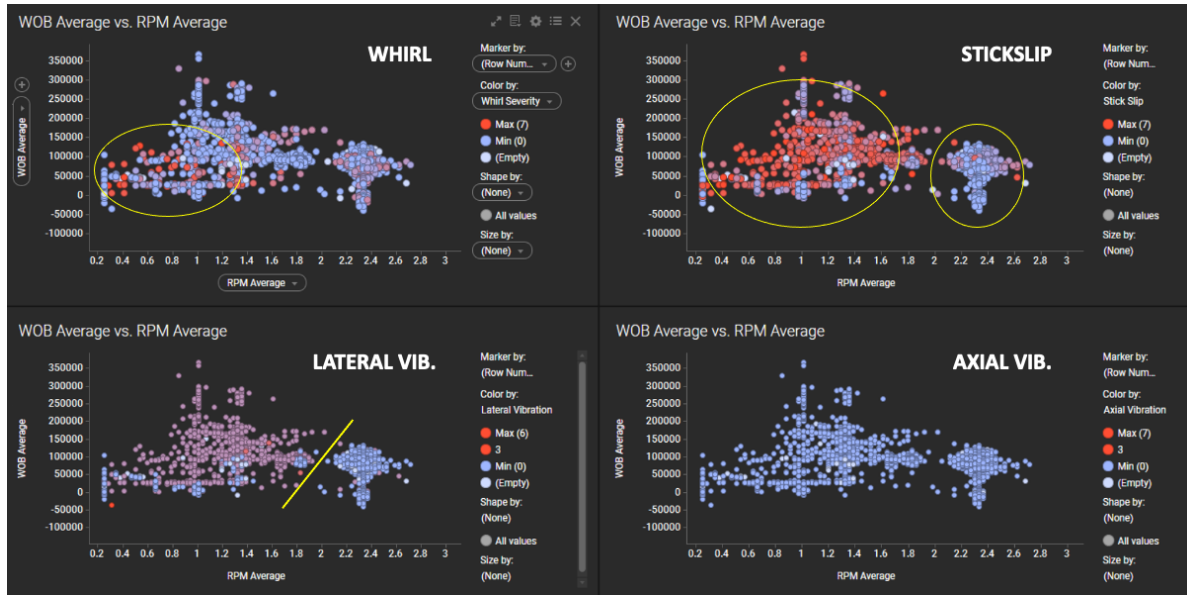 WOB Average vs. RPM Average
WHIRL
350000
300000
250000
200000
150000
100000
50000
0
-50000
-100000
WOB Average
0.2 0.4 0.6 0.8 1 1.2 1.4 1.6 1.8 2 2.2 2.4 2.6 2.8 3
RPM Average
Marker by:
(Row Num...
Color by:
Whirl Severity
Max (7)
Min (0)
(Empty)
Shape by:
(None)
All values
Size by:
(None)
WOB Average vs. RPM Average
STICKSLIP
350000
300000
250000
200000
150000
100000
50000
0
-50000
-100000
WOB Average
0.2 0.4 0.6 0.8 1 1.2 1.4 1.6 1.8 2 2.2 2.4 2.6 2.8 3
RPM Average
Marker by:
(Row Num...
Color by:
Stick Slip
Max (7)
Min (0)
(Empty)
Shape by:
(None)
All values
Size by:
(None)
WOB Average vs. RPM Average
LATERAL VIB.
350000
300000
250000
200000
150000
100000
50000
0
-50000
-100000
WOB Average
0.2 0.4 0.6 0.8 1 1.2 1.4 1.6 1.8 2 2.2 2.4 2.6 2.8 3
RPM Average
Marker by:
(Row Num...
Color by:
Lateral Vibration
Max (6)
3
Min (0)
(Empty)
Shape by:
(None)
All values
Size by:
(None)
WOB Average vs. RPM Average
AXIAL VIB.
350000
300000
250000
200000
150000
100000
50000
0
-50000
-100000
WOB Average
0.2 0.4 0.6 0.8 1 1.2 1.4 1.6 1.8 2 2.2 2.4 2.6 2.8 3
RPM Average
Marker by:
(Row Num...
Color by:
Axial Vibration
Max (7)
3
Min (0)
(Empty)
Shape by:
(None)
All values
Size by:
(None)